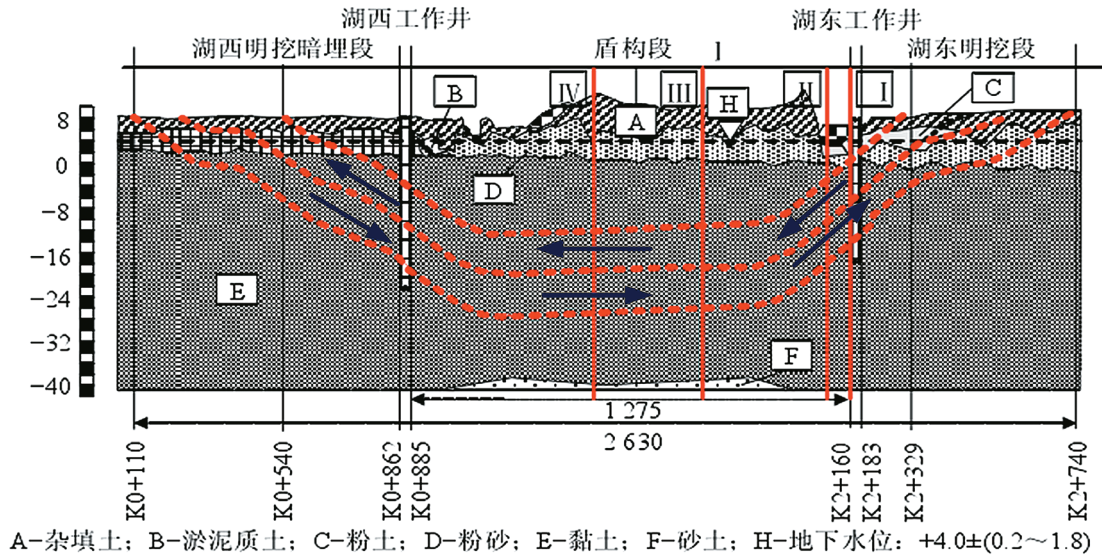 湖西工作井 湖东工作井
湖西明挖暗埋段 盾构段 I 湖东明挖段
B IV A III H II I C
8
0
-8
-16
-24
-32
-40
D
E
F
1 275
2 630
K0+110 K0+540 K0+862 K0+885 K2+160 K2+183 K2+329 K2+740
A-杂填土；B-淤泥质土；C-粉土；D-粉砂；E-黏土；F-砂土；H-地下水位：+4.0±(0.2～1.8)